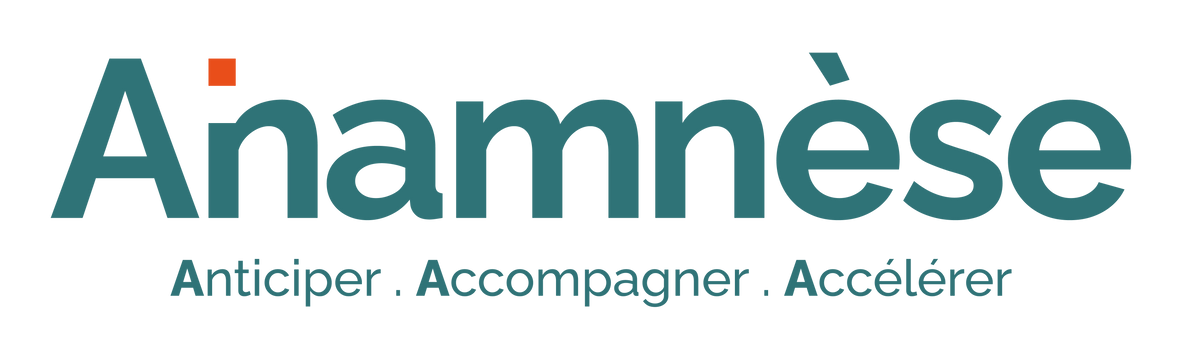 Anamnèse
Anticiper . Accompagner . Accélérer